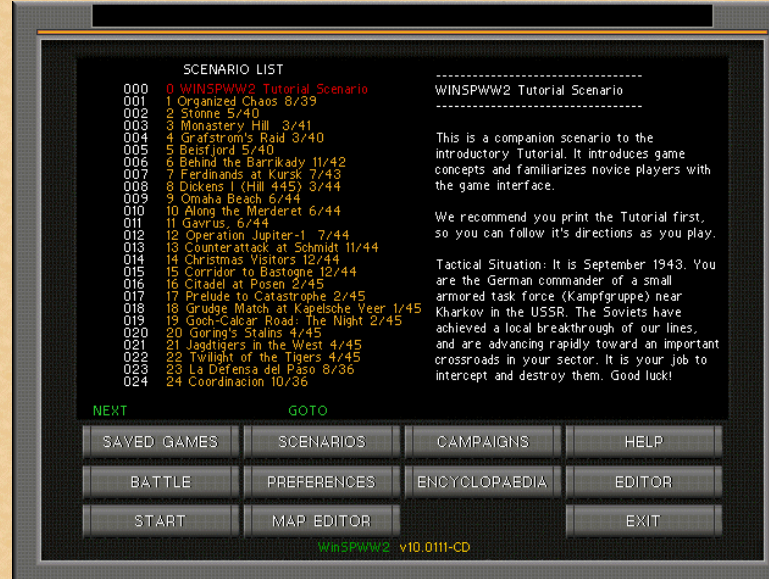 SCENARIO LIST
000 0 WINSPWW2 Tutorial Scenario
001 1 Organized Chaos 8/39
002 2 Stonne 5/40
003 3 Monastery Hill 3/41
004 4 Grafstrom's Raid 3/40
005 5 Beisfjord 5/40
006 6 Behind the Barrikady 11/42
007 7 Ferdinands at Kursk 7/43
008 8 Dickens I (Hill 445) 3/44
009 9 Omaha Beach 6/44
010 10 Along the Merderet 6/44
011 11 Gavrus, 6/44
012 12 Operation Jupiter-1 7/44
013 13 Counterattack at Schmidt 11/44
014 14 Christmas Visitors 12/44
015 15 Corridor to Bastogne 12/44
016 16 Citadel at Posen 2/45
017 17 Prelude to Catastrophe 2/45
018 18 Grudge Match at Kapelsche Veer 1/45
019 19 Goch-Calcar Road: The Night 2/45
020 20 Goring's Stalins 4/45
021 21 Jagdtigers in the West 4/45
022 22 Twilight of the Tigers 4/45
023 23 La Defensa del Paso 8/36
024 24 Coordinacion 10/36
NEXT GOTO
---------------------------------
WINSPWW2 Tutorial Scenario
---------------------------------
This is a companion scenario to the
introductory Tutorial. It introduces game
concepts and familiarizes novice players with
the game interface.
We recommend you print the Tutorial first,
so you can follow it's directions as you play.
Tactical Situation: It is September 1943. You
are the German commander of a small
armored task force (Kampfgruppe) near
Kharkov in the USSR. The Soviets have
achieved a local breakthrough of our lines,
and are advancing rapidly toward an important
crossroads in your sector. It is your job to
intercept and destroy them. Good luck!
SAVED GAMES SCENARIOS CAMPAIGNS HELP
BATTLE PREFERENCES ENCYCLOPAEDIA EDITOR
START MAP EDITOR EXIT
WinSPWW2 v10.0111-CD